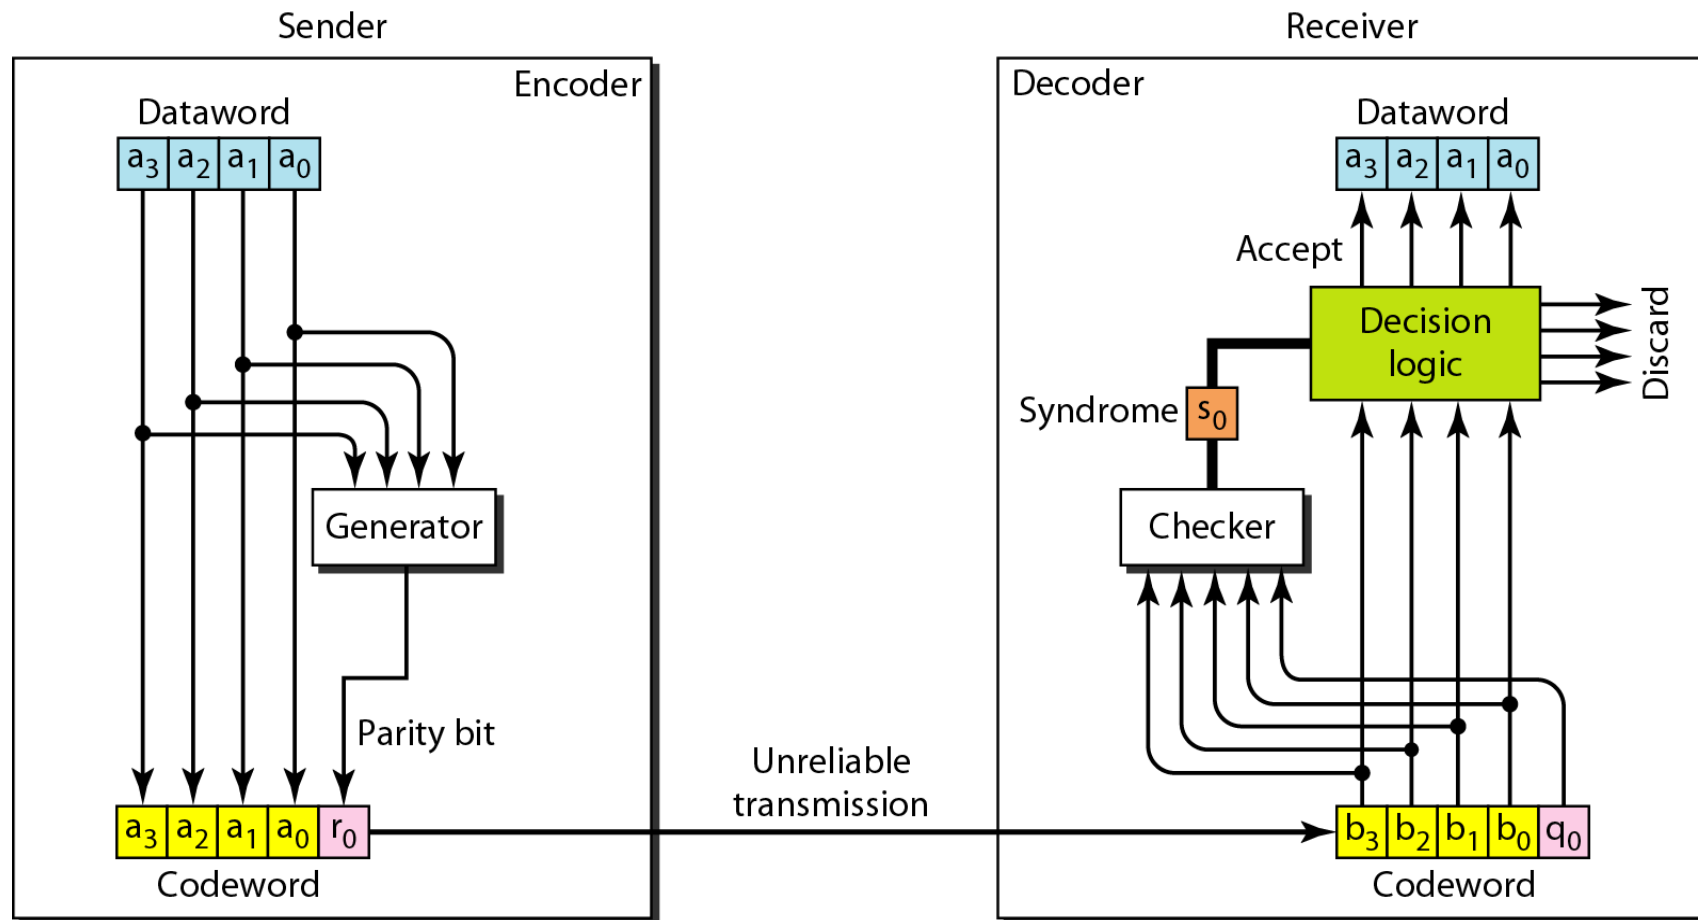 Sender
Encoder
Dataword
a3 a2 a1 a0
Generator
Parity bit
a3 a2 a1 a0 r0
Codeword
Unreliable
transmission
Receiver
Decoder
Dataword
a3 a2 a1 a0
Accept
Decision
logic
Discard
Syndrome s0
Checker
b3 b2 b1 b0 q0
Codeword